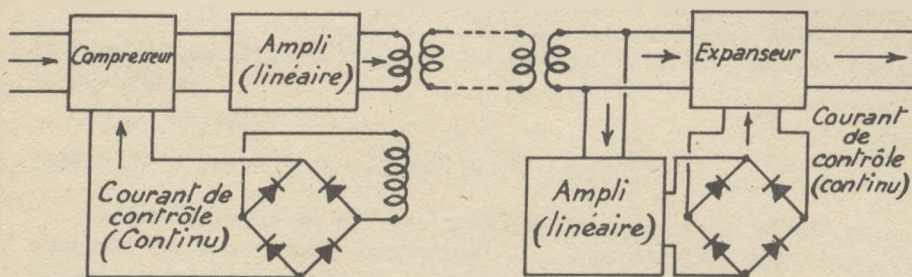 Compresseur
Ampli
(linéaire)
Expanseur
Courant de
contrôle
(Continu)
Ampli
(linéaire)
Courant
de
contrôle
(continu)